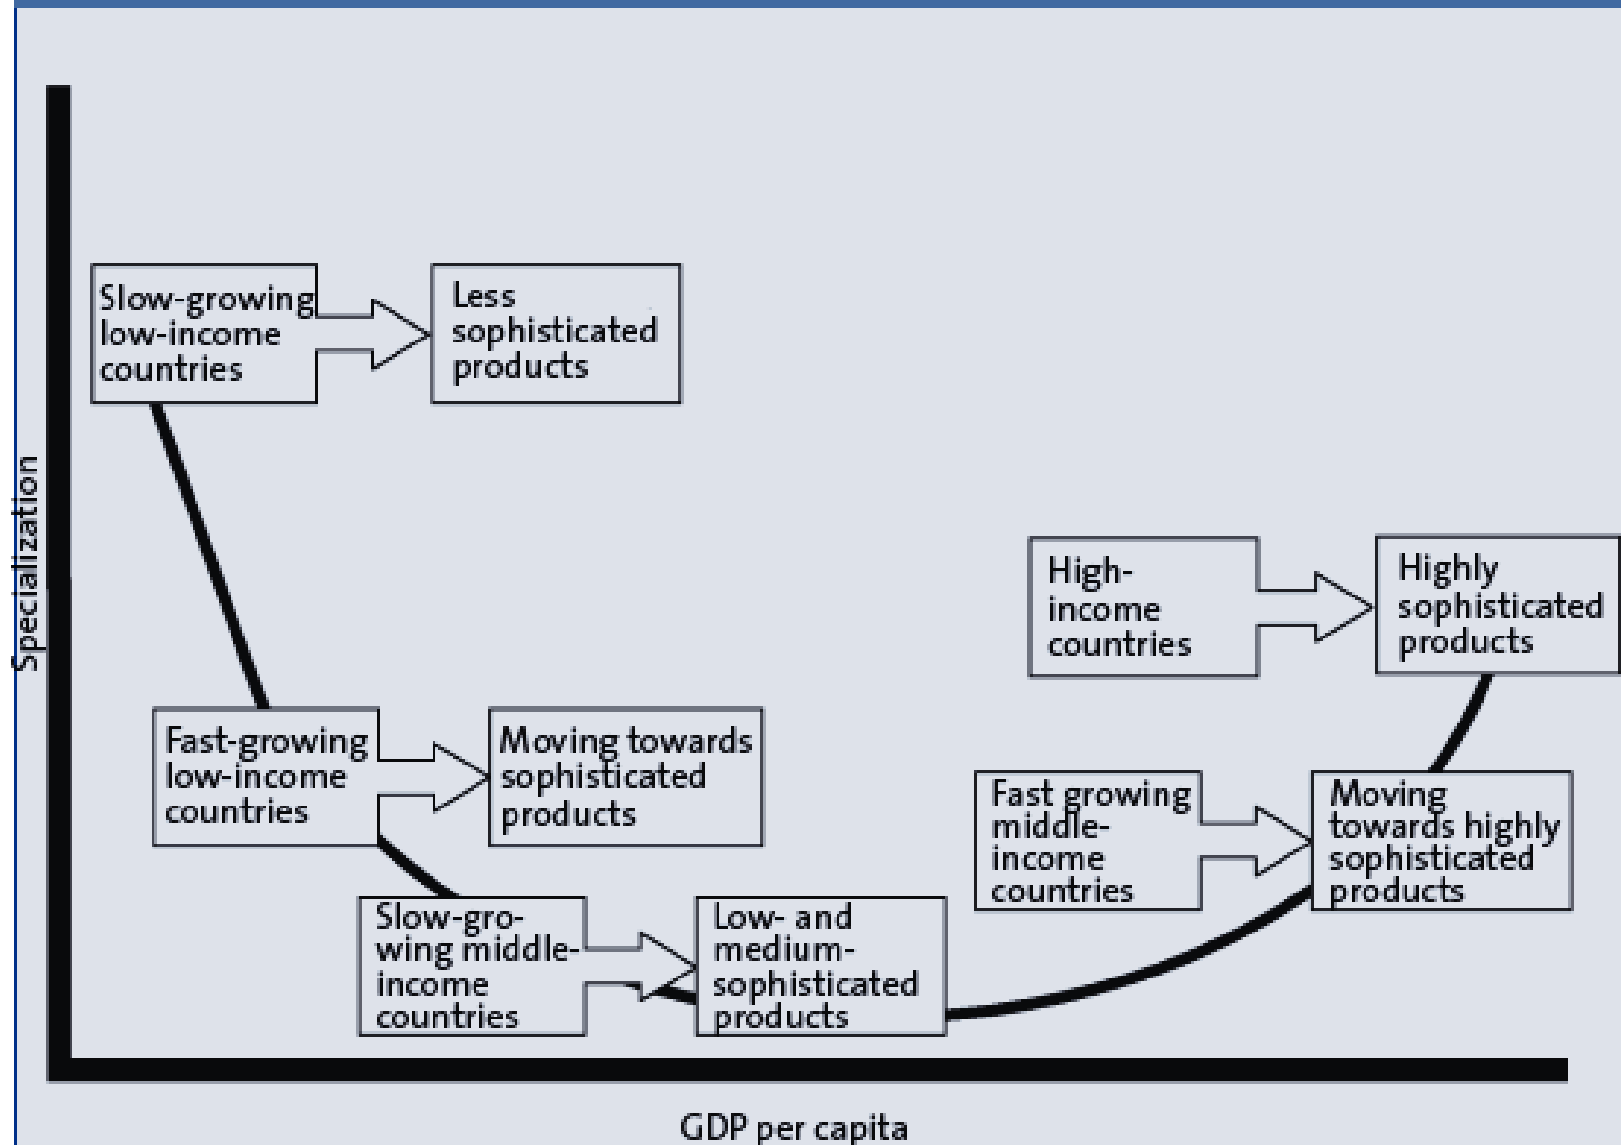 Slow-growing
low-income
countries
Less
sophisticated
products
Specialization
High-
income
countries
Highly
sophisticated
products
Fast-growing
low-income
countries
Moving towards
sophisticated
products
Fast growing
middle-
income
countries
Moving
towards highly
sophisticated
products
Slow-gro-
wing middle-
income
countries
Low- and
medium-
sophisticated
products
GDP per capita